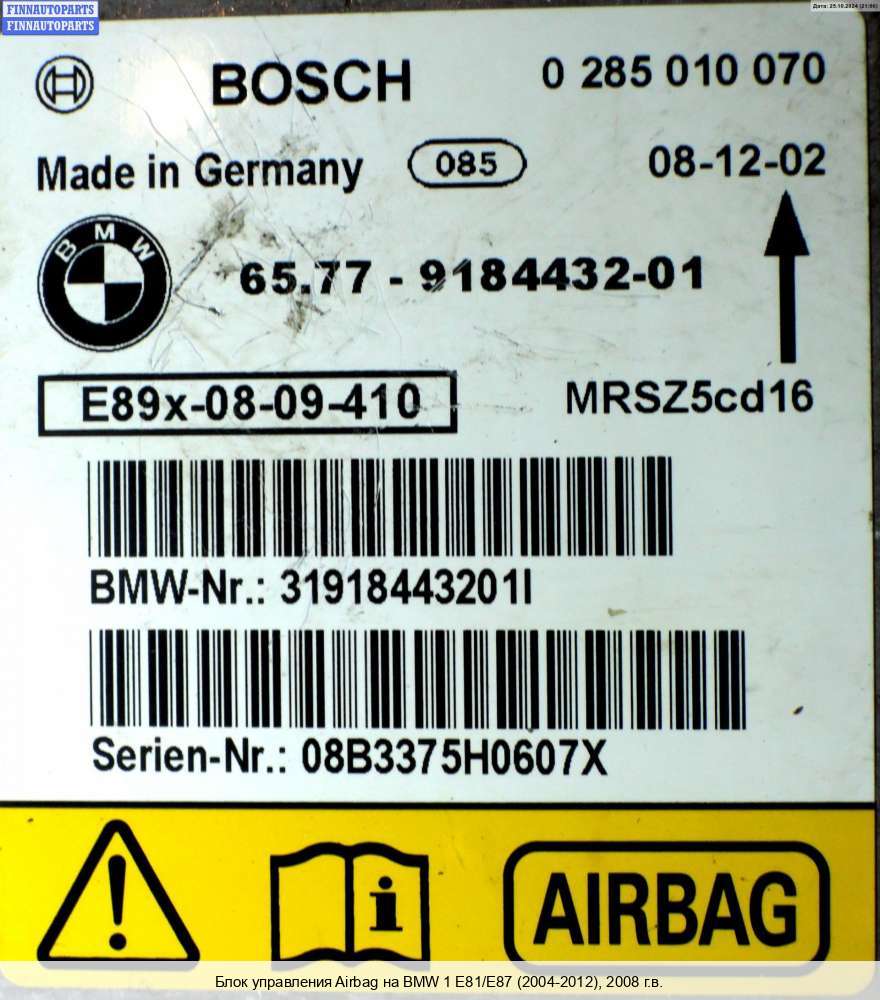 FINNAUTOPARTS
FINNAUTOPARTS
BOSCH 0 285 010 070
Made in Germany 085 08-12-02
BMW
65.77 - 9184432-01
E89x-08-09-410 MRSZ5cd16
BMW-Nr.: 31918443201I
Serien-Nr.: 08B3375H0607X
i AIRBAG
Блок управления Airbag на BMW 1 E81/E87 (2004-2012), 2008 г.в.